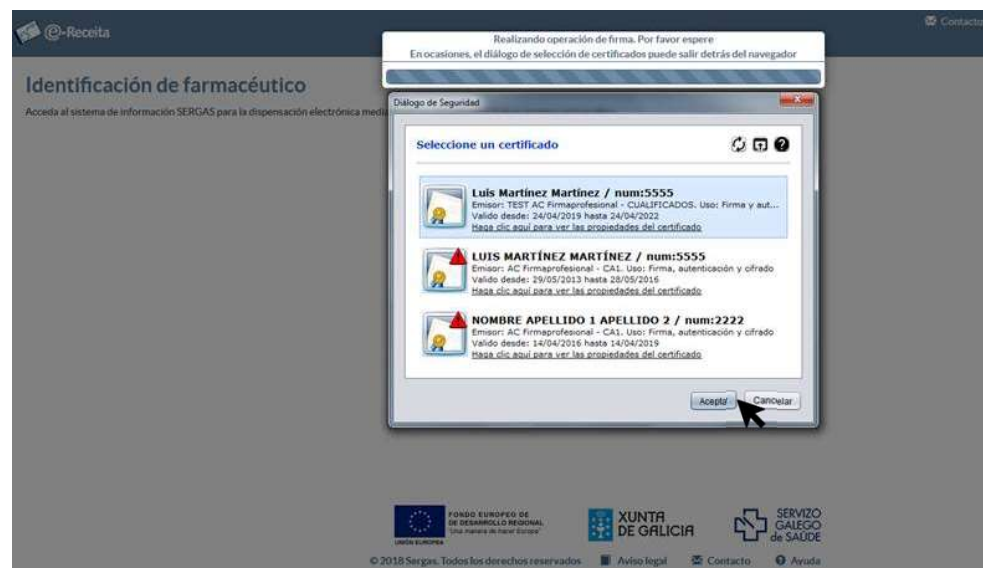 @-Receita
Contacto
Realizando operación de firma. Por favor espere
En ocasiones, el diálogo de selección de certificados puede salir detrás del navegador
Identificación de farmacéutico
Acceda al sistema de información SERGAS para la dispensación electrónica
Diálogo de Seguridad
Seleccione un certificado
Luis Martínez Martínez / num:5555
Emisor: TEST AC Firmaprofesional - CUALIFICADOS. Uso: Firma y aut...
Valido desde: 24/04/2019 hasta 24/04/2022
Haga clic aquí para ver las propiedades del certificado
LUIS MARTÍNEZ MARTÍNEZ / num:5555
Emisor: AC Firmaprofesional - CA1. Uso: Firma, autenticación y cifrado
Valido desde: 29/05/2013 hasta 28/05/2016
Haga clic aquí para ver las propiedades del certificado
NOMBRE APELLIDO 1 APELLIDO 2 / num:2222
Emisor: AC Firmaprofesional - CA1. Uso: Firma, autenticación y cifrado
Valido desde: 14/04/2016 hasta 14/04/2019
Haga clic aquí para ver las propiedades del certificado
Cancelar
FONDO EUROPEO DE
DE DESARROLLO REGIONAL
"Una manera de hacer Europa"
UNIÓN EUROPEA
XUNTA
DE GALICIA
SERVIZO
GALEGO
de SAÚDE
© 2018 Sergas. Todos los derechos reservados Aviso legal Contacto Ayuda